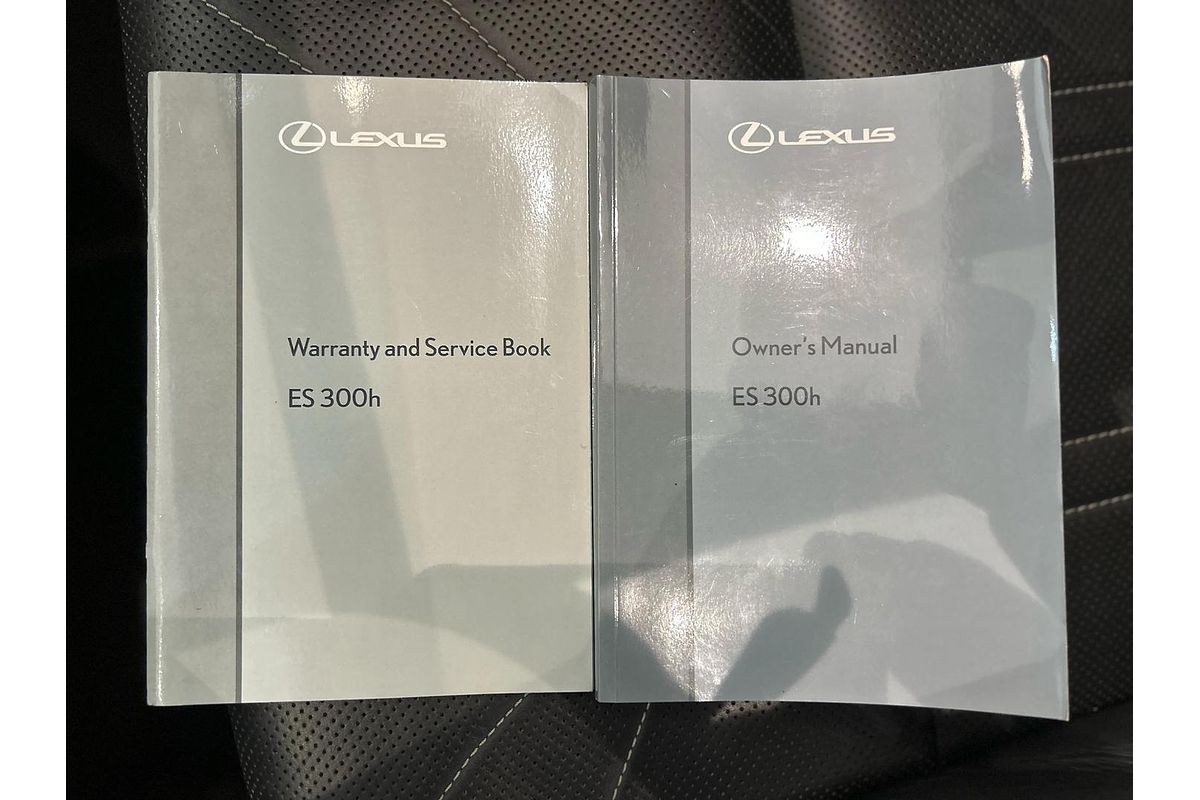 LEXUS
Warranty and Service Book
ES 300h
LEXUS
Owner's Manual
ES 300h